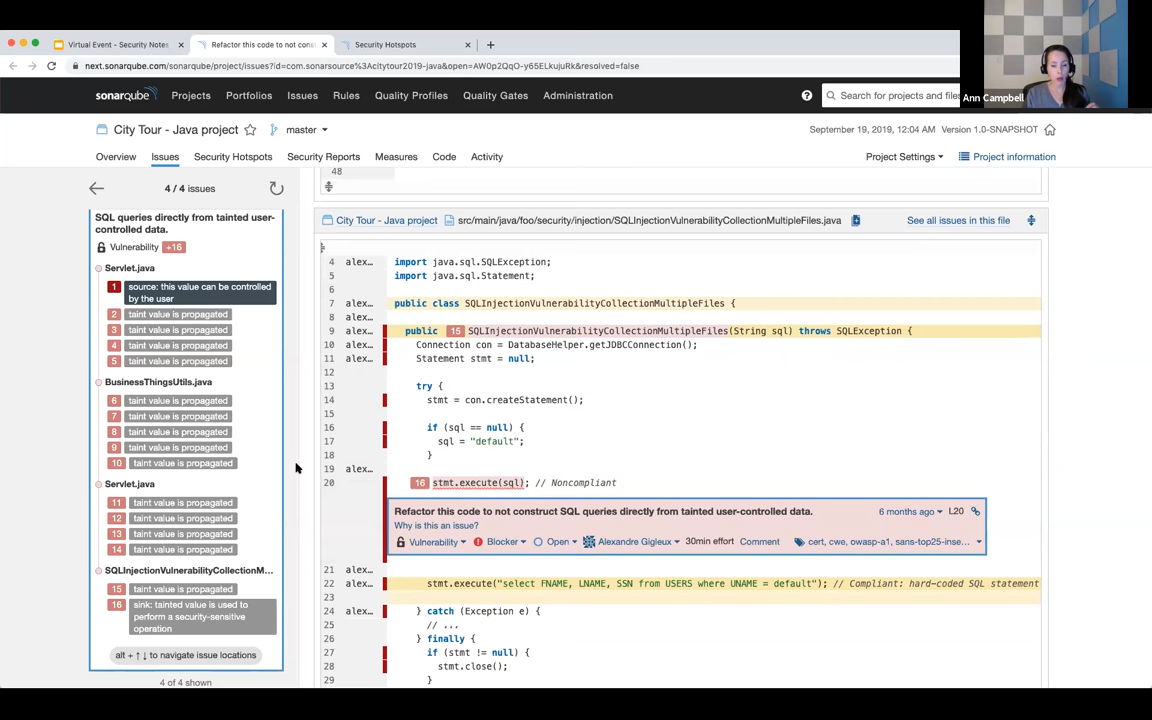 Virtual Event - Security Notes
Refactor this code to not const
Security Hotspots
next.sonarqube.com/sonarqube/project/issues?id=com.sonarsource%3Acitytour2019-java&open=AW0p2QqO-y65ELkujuRk&resolved=false
Ann Campbell
sonarqube
Projects Portfolios Issues Rules Quality Profiles Quality Gates Administration
? Search for projects and files
City Tour - Java project master
September 19, 2019, 12:04 AM Version 1.0-SNAPSHOT
Overview Issues Security Hotspots Security Reports Measures Code Activity
Project Settings Project information
4 / 4 issues
SQL queries directly from tainted user-
controlled data.
Vulnerability +16
Servlet.java
1 source: this value can be controlled
by the user
2 taint value is propagated
3 taint value is propagated
4 taint value is propagated
5 taint value is propagated
BusinessThingsUtils.java
6 taint value is propagated
7 taint value is propagated
8 taint value is propagated
9 taint value is propagated
10 taint value is propagated
Servlet.java
11 taint value is propagated
12 taint value is propagated
13 taint value is propagated
14 taint value is propagated
SQLInjectionVulnerabilityCollectionM...
15 taint value is propagated
16 sink: tainted value is used to
perform a security-sensitive
operation
alt + ↑ ↓ to navigate issue locations
4 of 4 shown
48
City Tour - Java project src/main/java/foo/security/injection/SQLInjectionVulnerabilityCollectionMultipleFiles.java See all issues in this file
4 alex... import java.sql.SQLException;
5 alex... import java.sql.Statement;
6
7 alex... public class SQLInjectionVulnerabilityCollectionMultipleFiles {
8 alex...
9 alex... public 15 SQLInjectionVulnerabilityCollectionMultipleFiles(String sql) throws SQLException {
10 alex... Connection con = DatabaseHelper.getJDBCConnection();
11 alex... Statement stmt = null;
12
13 try {
14 stmt = con.createStatement();
15
16 if (sql == null) {
17 sql = "default";
18 }
19 alex...
20 16 stmt.execute(sql); // Noncompliant
Refactor this code to not construct SQL queries directly from tainted user-controlled data. 6 months ago L20
Why is this an issue?
Vulnerability Blocker Open Alexandre Gigleux 30min effort Comment cert, cwe, owasp-a1, sans-top25-inse...
21 alex...
22 alex... stmt.execute("select FNAME, LNAME, SSN from USERS where UNAME = default"); // Compliant: hard-coded SQL statement
23
24 alex... } catch (Exception e) {
25 // ...
26 } finally {
27 if (stmt != null) {
28 stmt.close();
29 }